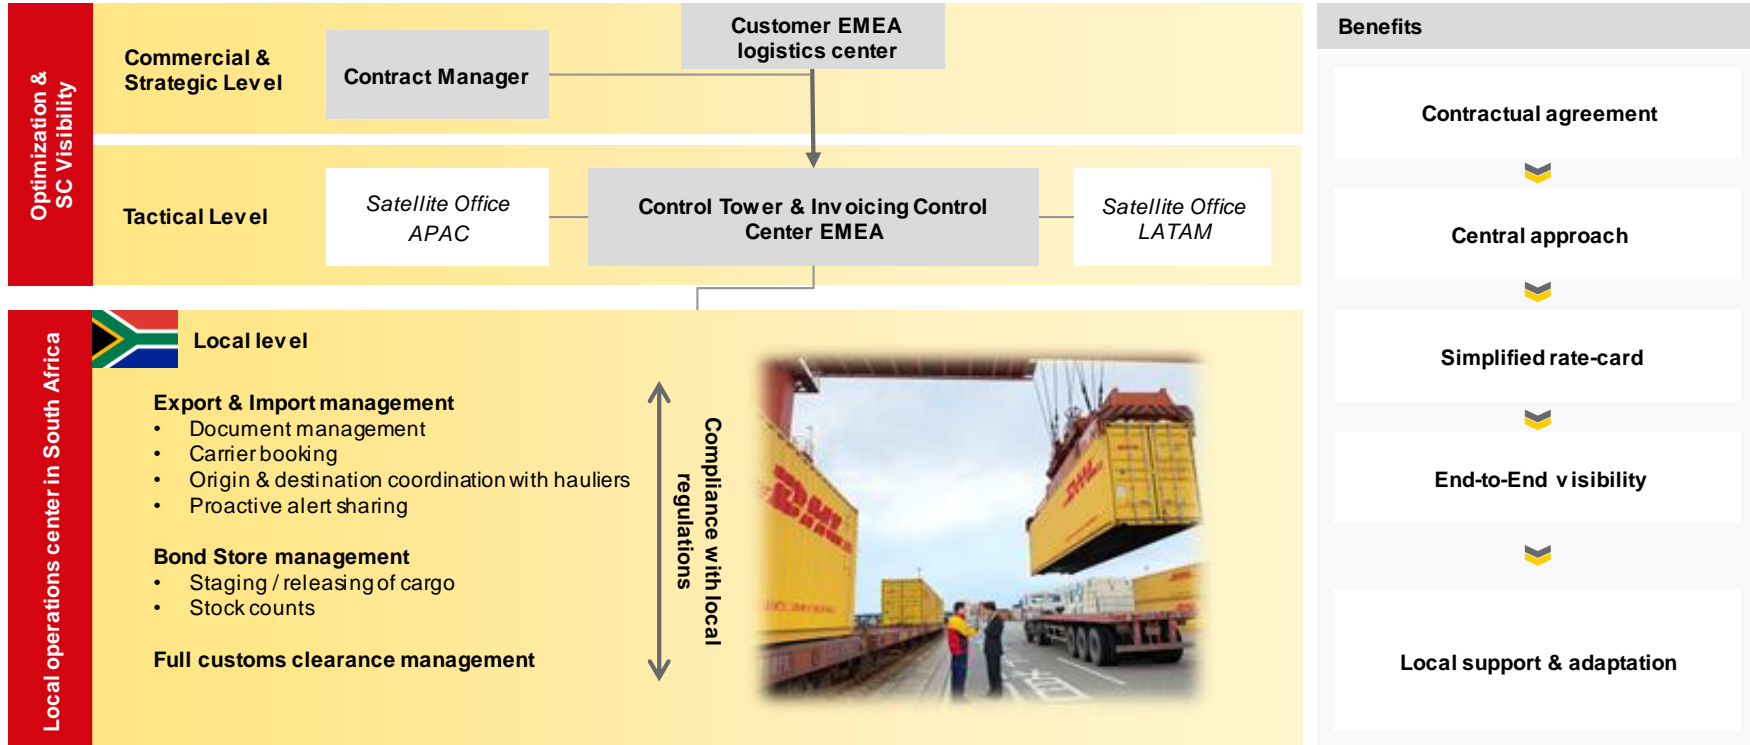 Optimization &
SC Visibility
Commercial &
Strategic Level
Contract Manager
Customer EMEA
logistics center
Tactical Level
Satellite Office
APAC
Control Tower & Invoicing Control
Center EMEA
Satellite Office
LATAM
Local operations center in South Africa
Local level
Export & Import management
• Document management
• Carrier booking
• Origin & destination coordination with hauliers
• Proactive alert sharing
Bond Store management
• Staging / releasing of cargo
• Stock counts
Full customs clearance management
Compliance with local
regulations
DHL
DHL
Benefits
Contractual agreement
Central approach
Simplified rate-card
End-to-End visibility
Local support & adaptation